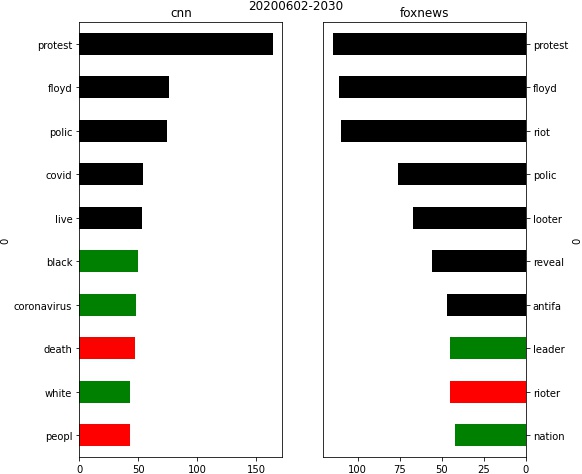 20200602-2030
cnn
foxnews
protest
floyd
polic
covid
live
black
coronavirus
death
white
peopl
0
0 50 100 150
protest
floyd
riot
polic
looter
reveal
antifa
leader
rioter
nation
0
100 75 50 25 0